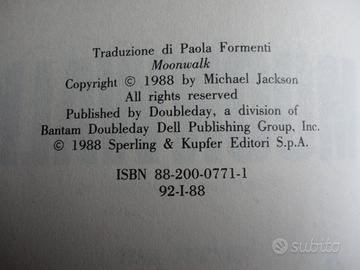 Traduzione di Paola Formenti
Moonwalk
Copyright © 1988 by Michael Jackson
All rights reserved
Published by Doubleday, a division of
Bantam Doubleday Dell Publishing Group, Inc.
© 1988 Sperling & Kupfer Editori S.p.A.
ISBN 88-200-0771-1
92-I-88
subito